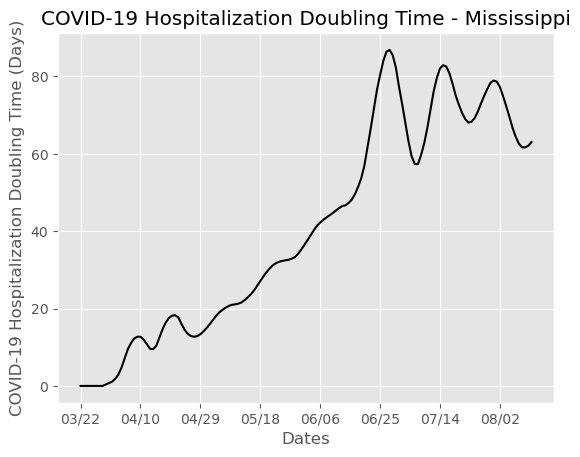 COVID-19 Hospitalization Doubling Time - Mississippi
COVID-19 Hospitalization Doubling Time (Days)
80
60
40
20
0
03/22 04/10 04/29 05/18 06/06 06/25 07/14 08/02
Dates